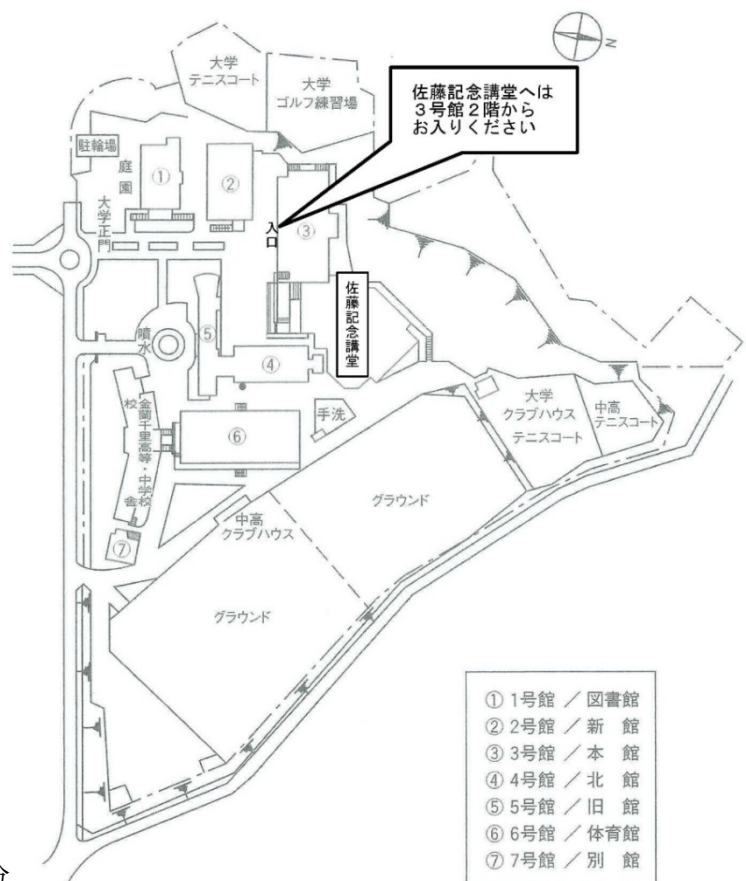 N
大学
テニスコート
大学
ゴルフ練習場
佐藤記念講堂へは
3号館2階から
お入りください
駐輪場
庭園
大学正門
①
②
③
入口
噴水
⑤
④
佐藤記念講堂
金蘭千里高等・中学校
校舎
⑥
手洗
大学
クラブハウス
テニスコート
中高
テニスコート
グラウンド
中高
クラブハウス
⑦
グラウンド
① 1号館 / 図書館
② 2号館 / 新 館
③ 3号館 / 本 館
④ 4号館 / 北 館
⑤ 5号館 / 旧 館
⑥ 6号館 / 体育館
⑦ 7号館 / 別 館